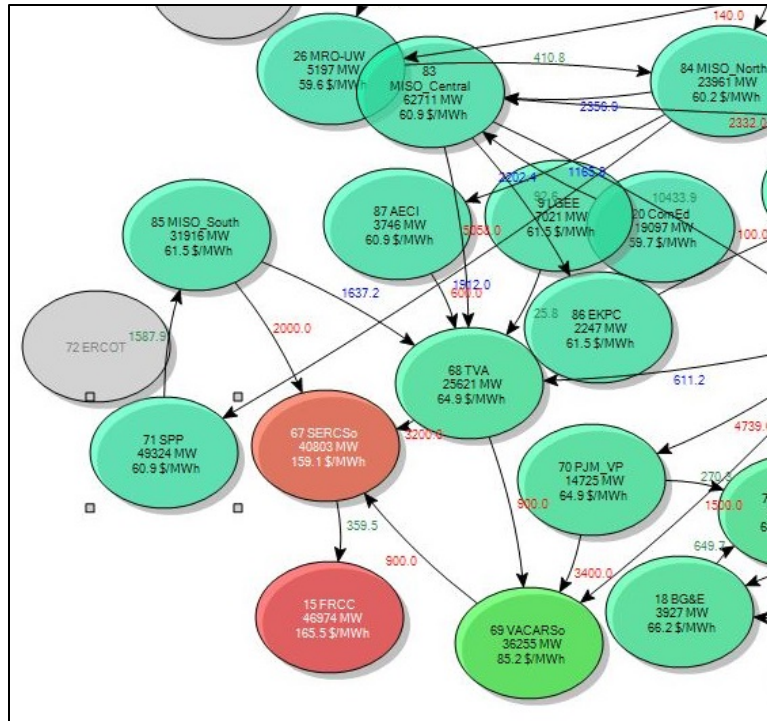 140.0
26 MRO-UW
5197 MW
59.6 $/MWh
410.8
83
MISO_Central
62711 MW
60.9 $/MWh
84 MISO_North
23961 MW
60.2 $/MWh
2356.9
2332.0
2202.4
1165.8
87 AECI
3746 MW
60.9 $/MWh
92.6
9 LGEE
7021 MW
61.5 $/MWh
10433.9
20 ComEd
19097 MW
59.7 $/MWh
100.0
85 MISO_South
31916 MW
61.5 $/MWh
5058.0
1637.2
1512.0
600.0
72 ERCOT
1587.9
2000.0
25.8
86 EKPC
2247 MW
61.5 $/MWh
68 TVA
25621 MW
64.9 $/MWh
611.2
71 SPP
49324 MW
60.9 $/MWh
67 SERCSo
40803 MW
159.1 $/MWh
3200.0
4739.
70 PJM_VP
14725 MW
64.9 $/MWh
270.3
1500.0
900.0
359.5
900.0
3400.0
649.7
15 FRCC
46974 MW
165.5 $/MWh
69 VACARSo
36255 MW
85.2 $/MWh
18 BG&E
3927 MW
66.2 $/MWh